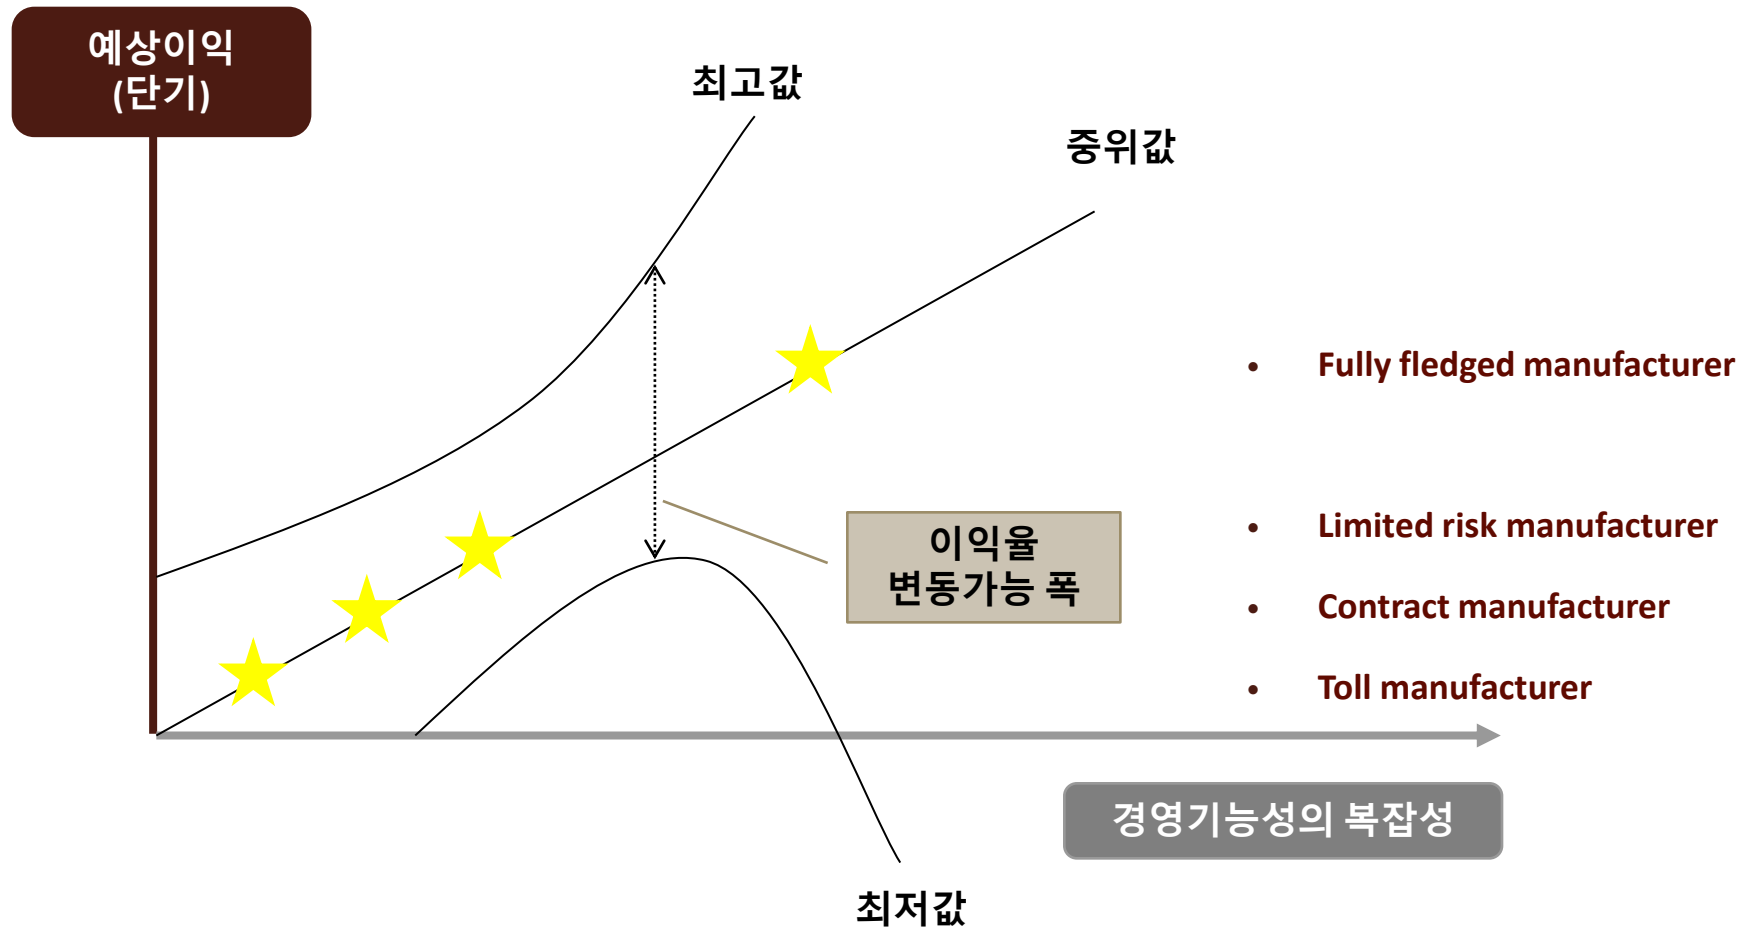 예상이익
(단기)
최고값
중위값
• Fully fledged manufacturer
이익율
변동가능 폭
• Limited risk manufacturer
• Contract manufacturer
• Toll manufacturer
경영기능성의 복잡성
최저값